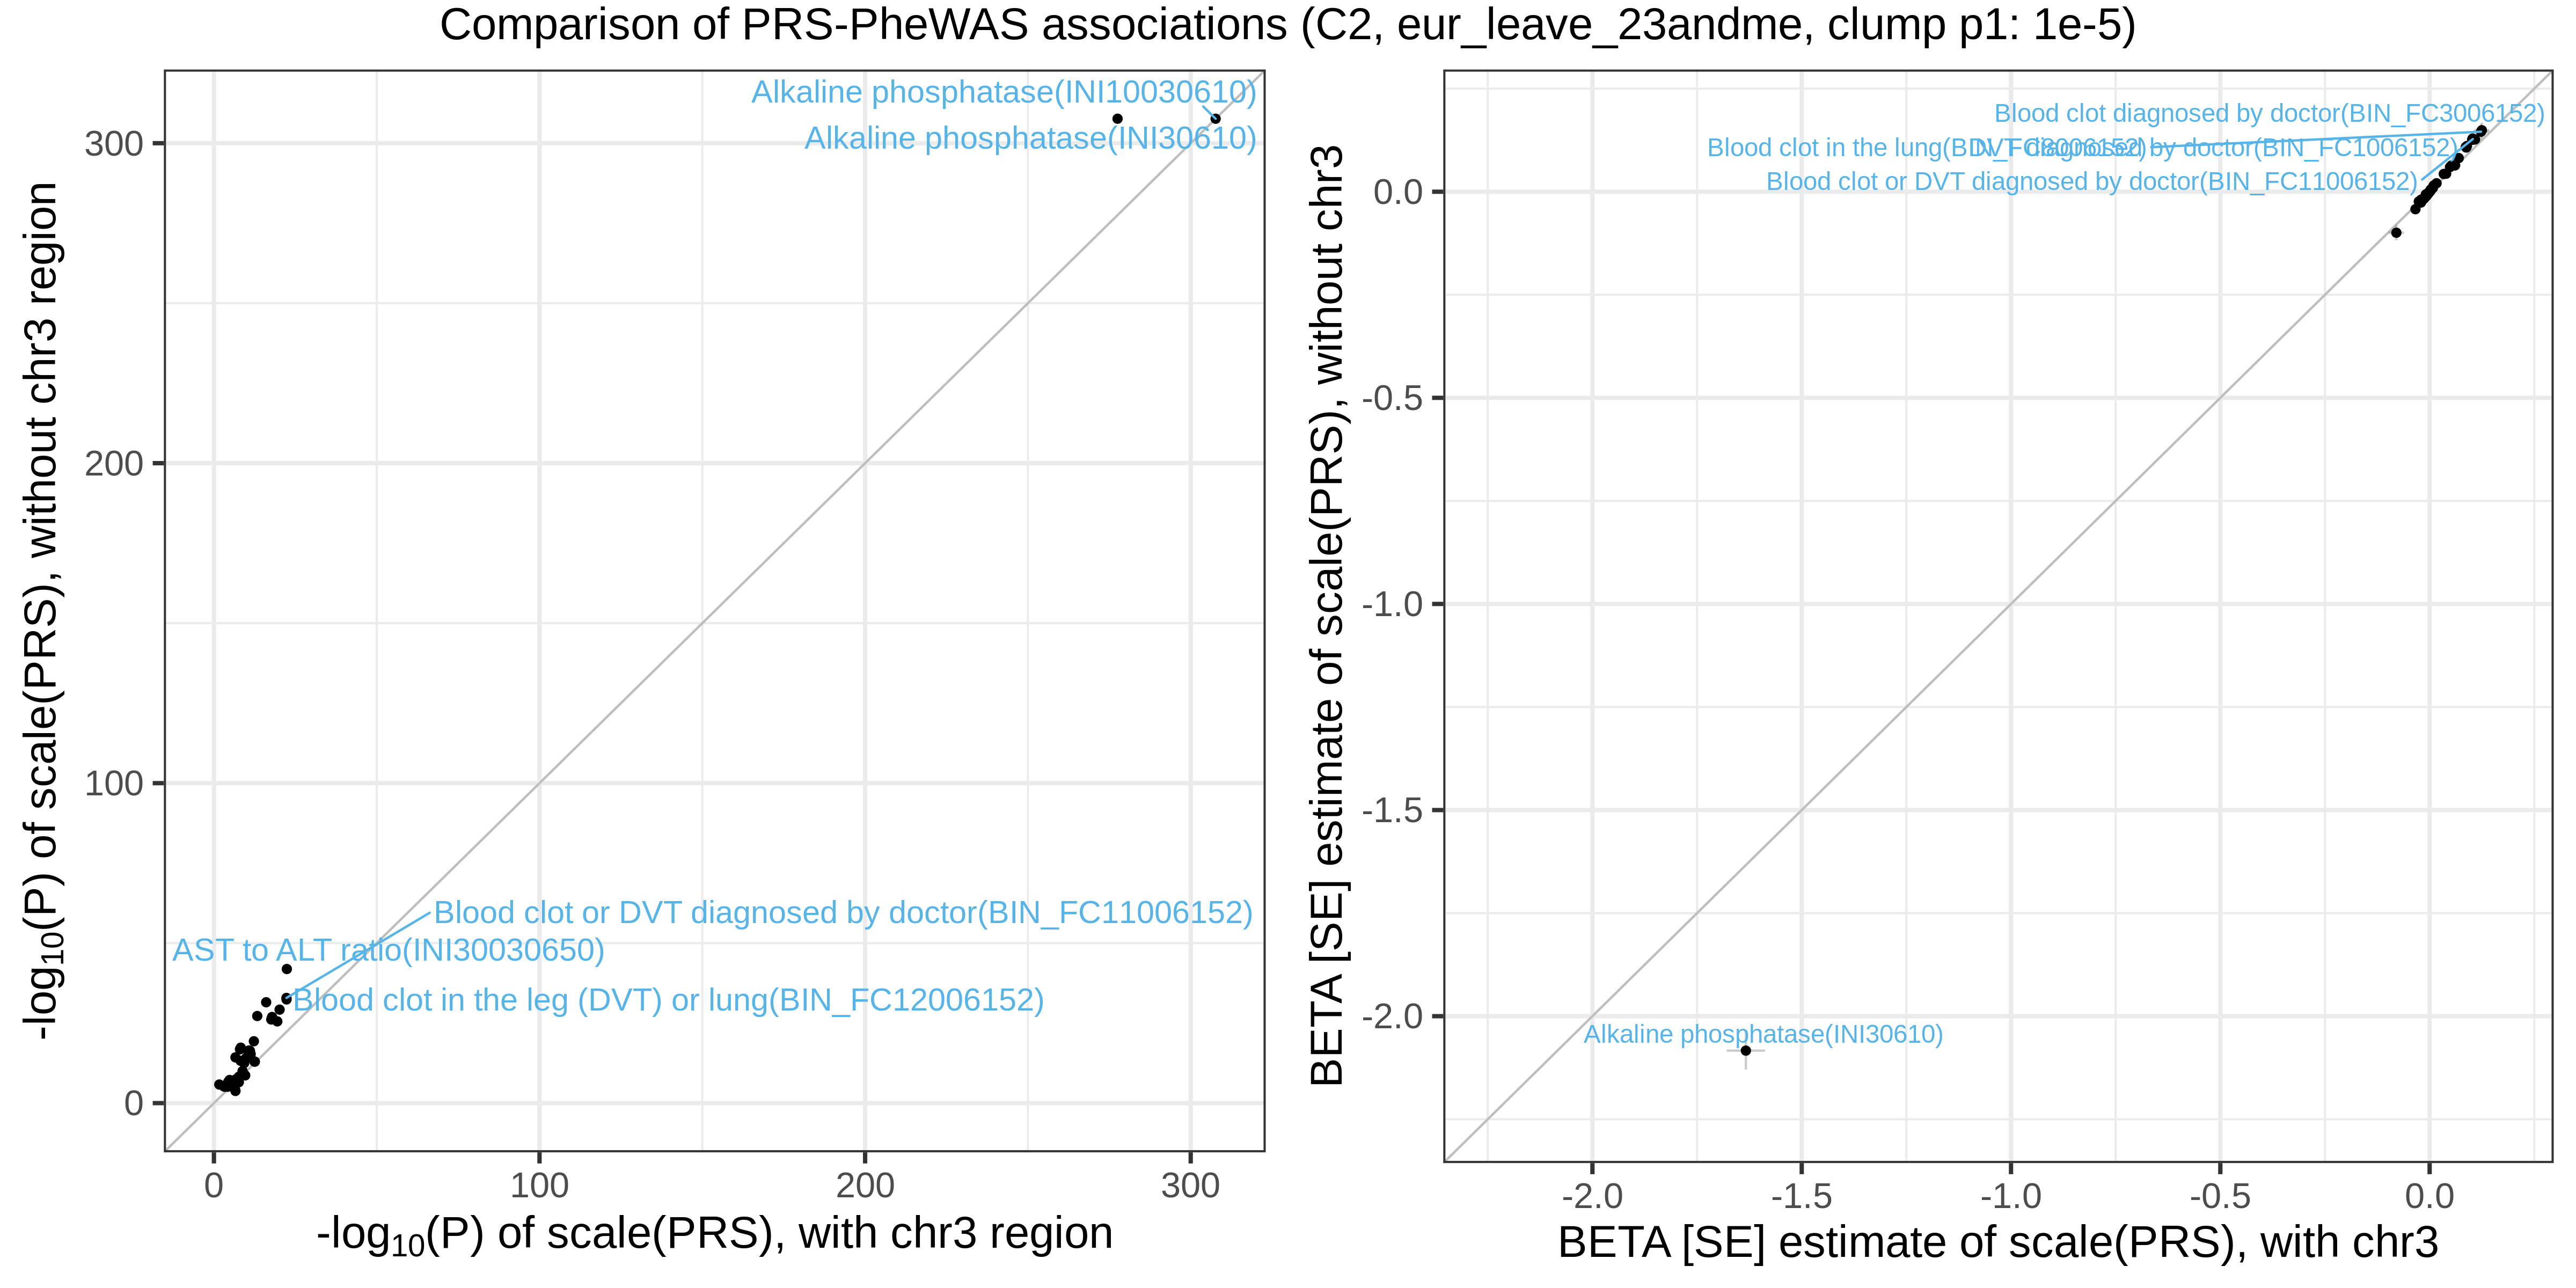 Comparison of PRS-PheWAS associations (C2, eur_leave_23andme, clump p1: 1e-5)
-log10(P) of scale(PRS), without chr3 region
300
200
100
0
Alkaline phosphatase(INI10030610)
Alkaline phosphatase(INI30610)
Blood clot or DVT diagnosed by doctor(BIN_FC11006152)
AST to ALT ratio(INI30030650)
Blood clot in the leg (DVT) or lung(BIN_FC12006152)
0
100
200
300
-log10(P) of scale(PRS), with chr3 region
BETA [SE] estimate of scale(PRS), without chr3
0.0
-0.5
-1.0
-1.5
-2.0
Blood clot diagnosed by doctor(BIN_FC3006152)
Blood clot in the lung(BIN_FC8006152)
DVT diagnosed by doctor(BIN_FC1006152)
Blood clot or DVT diagnosed by doctor(BIN_FC11006152)
Alkaline phosphatase(INI30610)
-2.0
-1.5
-1.0
-0.5
0.0
BETA [SE] estimate of scale(PRS), with chr3